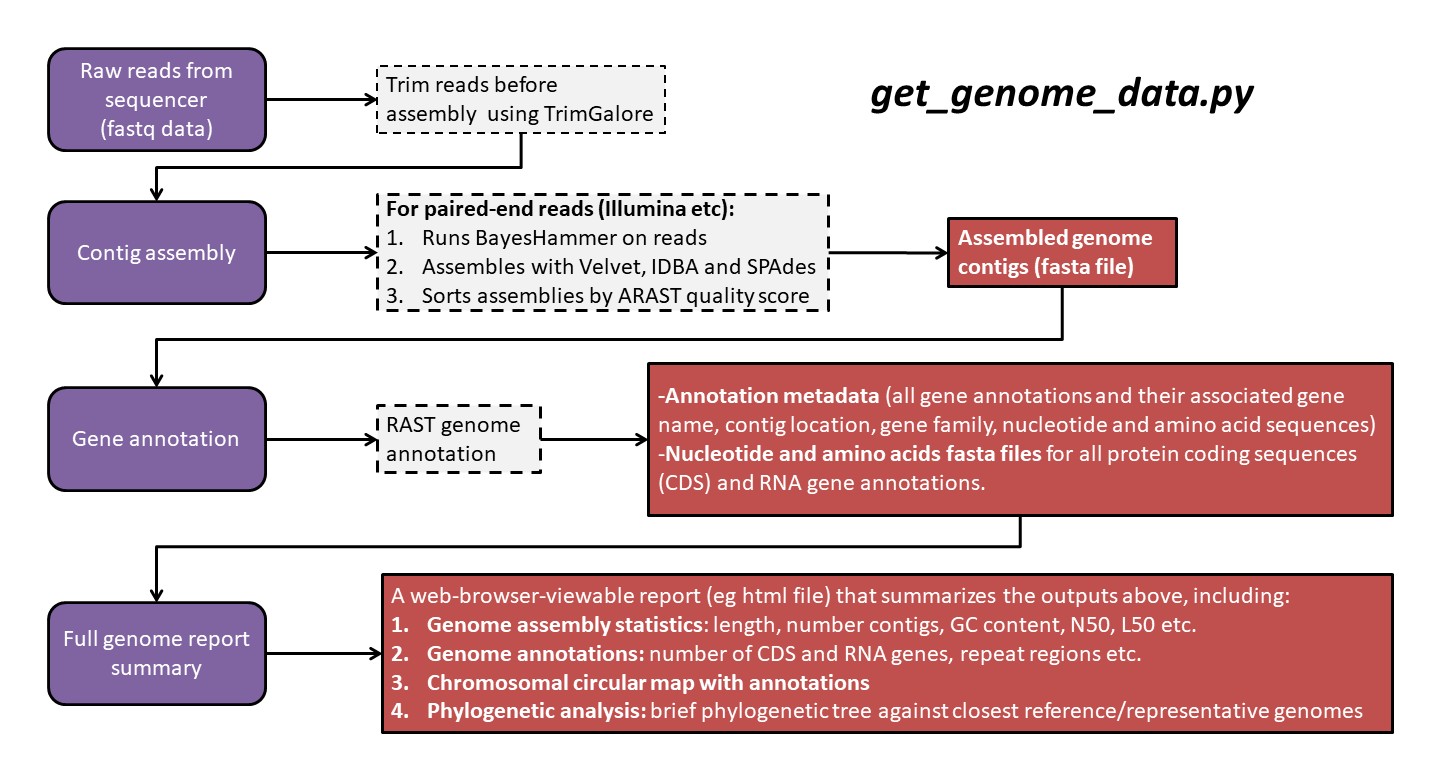 Raw reads from
sequencer
(fastq data)
Trim reads before
assembly using TrimGalore
get_genome_data.py
Contig assembly
For paired-end reads (Illumina etc):
1. Runs BayesHammer on reads
2. Assembles with Velvet, IDBA and SPAdes
3. Sorts assemblies by ARAST quality score
Assembled genome
contigs (fasta file)
Gene annotation
RAST genome
annotation
-Annotation metadata (all gene annotations and their associated gene
name, contig location, gene family, nucleotide and amino acid sequences)
-Nucleotide and amino acids fasta files for all protein coding sequences
(CDS) and RNA gene annotations.
Full genome report
summary
A web-browser-viewable report (eg html file) that summarizes the outputs above, including:
1. Genome assembly statistics: length, number contigs, GC content, N50, L50 etc.
2. Genome annotations: number of CDS and RNA genes, repeat regions etc.
3. Chromosomal circular map with annotations
4. Phylogenetic analysis: brief phylogenetic tree against closest reference/representative genomes